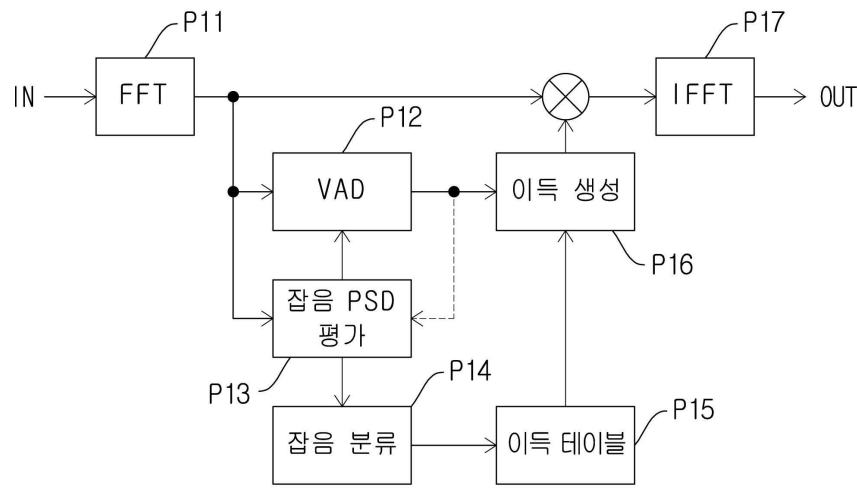 P11
P17
IN
FFT
IFFT
OUT
P12
VAD
이득 생성
P16
잡음 PSD
평가
P13
P14
P15
잡음 분류
이득 테이블